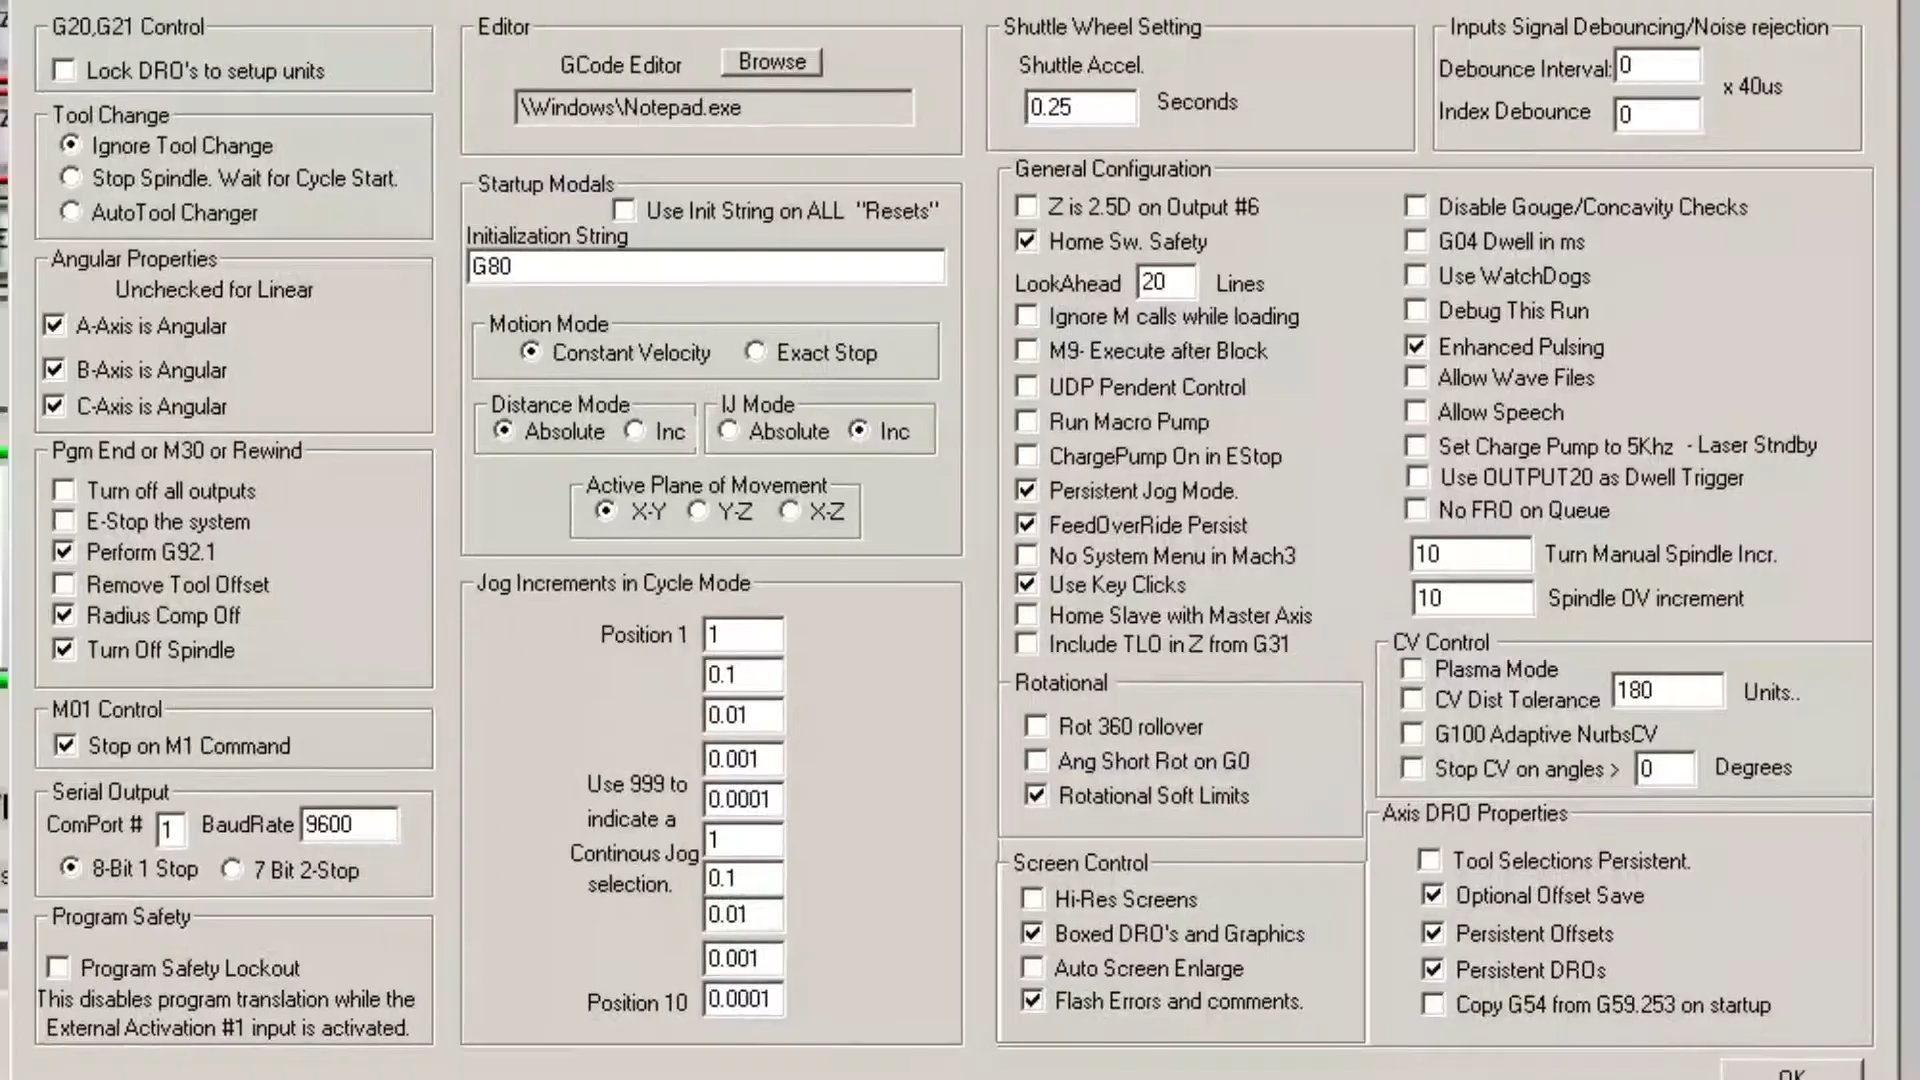 G20,G21 Control
Lock DRO's to setup units
Tool Change
Ignore Tool Change
Stop Spindle. Wait for Cycle Start.
AutoTool Changer
Angular Properties
Unchecked for Linear
A-Axis is Angular
B-Axis is Angular
C-Axis is Angular
Pgm End or M30 or Rewind
Turn off all outputs
E-Stop the system
Perform G92.1
Remove Tool Offset
Radius Comp Off
Turn Off Spindle
M01 Control
Stop on M1 Command
Serial Output
ComPort # 1 BaudRate 9600
8-Bit 1 Stop 7 Bit 2-Stop
Program Safety
Program Safety Lockout
This disables program translation while the
External Activation #1 input is activated.
Editor
GCode Editor Browse
\Windows\Notepad.exe
Startup Modals
Use Init String on ALL "Resets"
Initialization String
G80
Motion Mode
Constant Velocity Exact Stop
Distance Mode
Absolute Inc
IJ Mode
Absolute Inc
Active Plane of Movement
X-Y Y-Z X-Z
Jog Increments in Cycle Mode
Position 1 1
0.1
0.01
0.001
Use 999 to
indicate a
Continous Jog
selection.
0.0001
1
0.1
0.01
0.001
Position 10 0.0001
Shuttle Wheel Setting
Shuttle Accel.
0.25 Seconds
Inputs Signal Debouncing/Noise rejection
Debounce Interval: 0
x 40us
Index Debounce 0
General Configuration
Z is 2.5D on Output #6
Home Sw. Safety
LookAhead 20 Lines
Ignore M calls while loading
M9- Execute after Block
UDP Pendent Control
Run Macro Pump
ChargePump On in EStop
Persistent Jog Mode.
FeedOverRide Persist
No System Menu in Mach3
Use Key Clicks
Home Slave with Master Axis
Include TLO in Z from G31
Disable Gouge/Concavity Checks
G04 Dwell in ms
Use WatchDogs
Debug This Run
Enhanced Pulsing
Allow Wave Files
Allow Speech
Set Charge Pump to 5Khz - Laser Stndby
Use OUTPUT20 as Dwell Trigger
No FRO on Queue
10 Turn Manual Spindle Incr.
10 Spindle OV increment
Rotational
Rot 360 rollover
Ang Short Rot on G0
Rotational Soft Limits
Screen Control
Hi-Res Screens
Boxed DRO's and Graphics
Auto Screen Enlarge
Flash Errors and comments.
CV Control
Plasma Mode
CV Dist Tolerance 180 Units..
G100 Adaptive NurbsCV
Stop CV on angles > 0 Degrees
Axis DRO Properties
Tool Selections Persistent.
Optional Offset Save
Persistent Offsets
Persistent DROs
Copy G54 from G59.253 on startup
OK